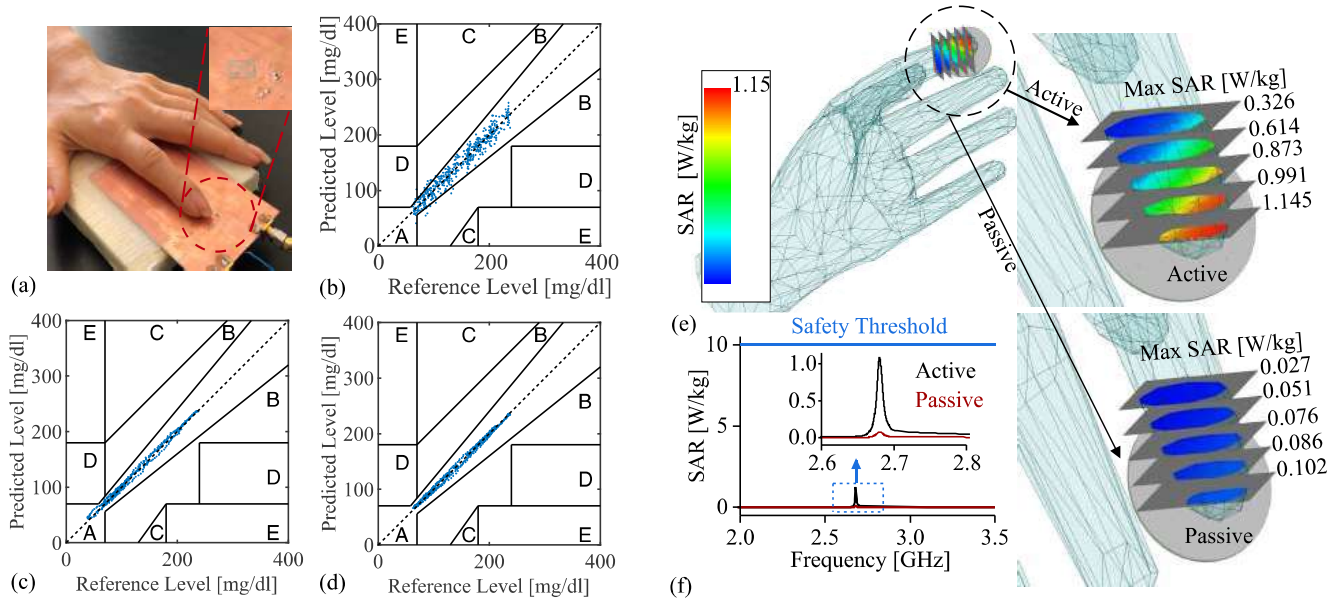 (a)
400
300
200
100
0
0
200
400
Predicted Level [mg/dl]
Reference Level [mg/dl]
E
C
B
B
D
D
A
C
E
(b)
400
300
200
100
0
0
200
400
Predicted Level [mg/dl]
Reference Level [mg/dl]
E
C
B
B
D
D
A
C
E
(c)
400
300
200
100
0
0
200
400
Predicted Level [mg/dl]
Reference Level [mg/dl]
E
C
B
B
D
D
A
C
E
(d)
1.15
SAR [W/kg]
0
Active
Passive
Max SAR [W/kg]
0.326
0.614
0.873
0.991
1.145
Active
Max SAR [W/kg]
0.027
0.051
0.076
0.086
0.102
Passive
(e)
Safety Threshold
10
5
0
SAR [W/kg]
2.0
2.5
3.0
3.5
Frequency [GHz]
1.0
0.5
0.0
2.6
2.7
2.8
Active
Passive
(f)